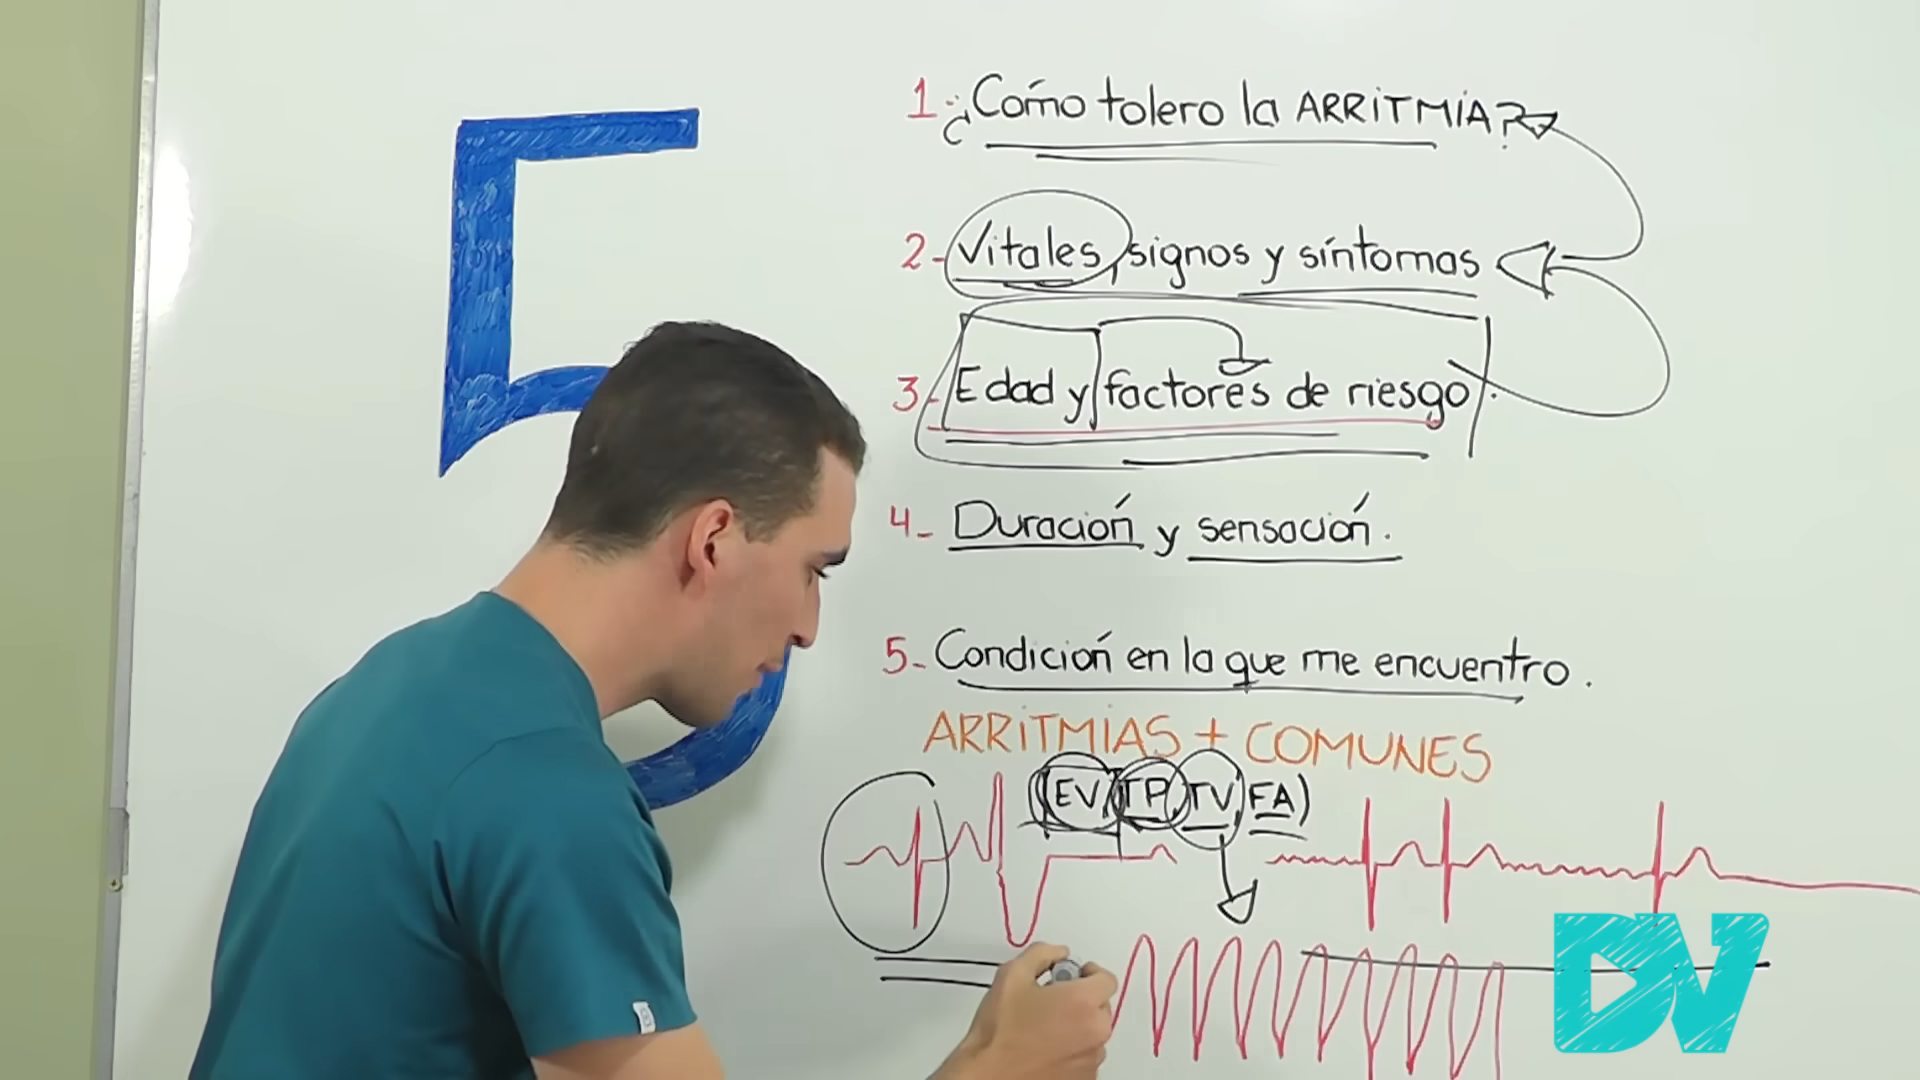 5
1-¿Cómo tolero la ARRITMIA?
2-Vitales, signos y síntomas
3-Edad y factores de riesgo.
4-Duración y sensación.
5-Condición en la que me encuentro.
ARRITMIAS + COMUNES
(EV, TP, TV, FA)
DV